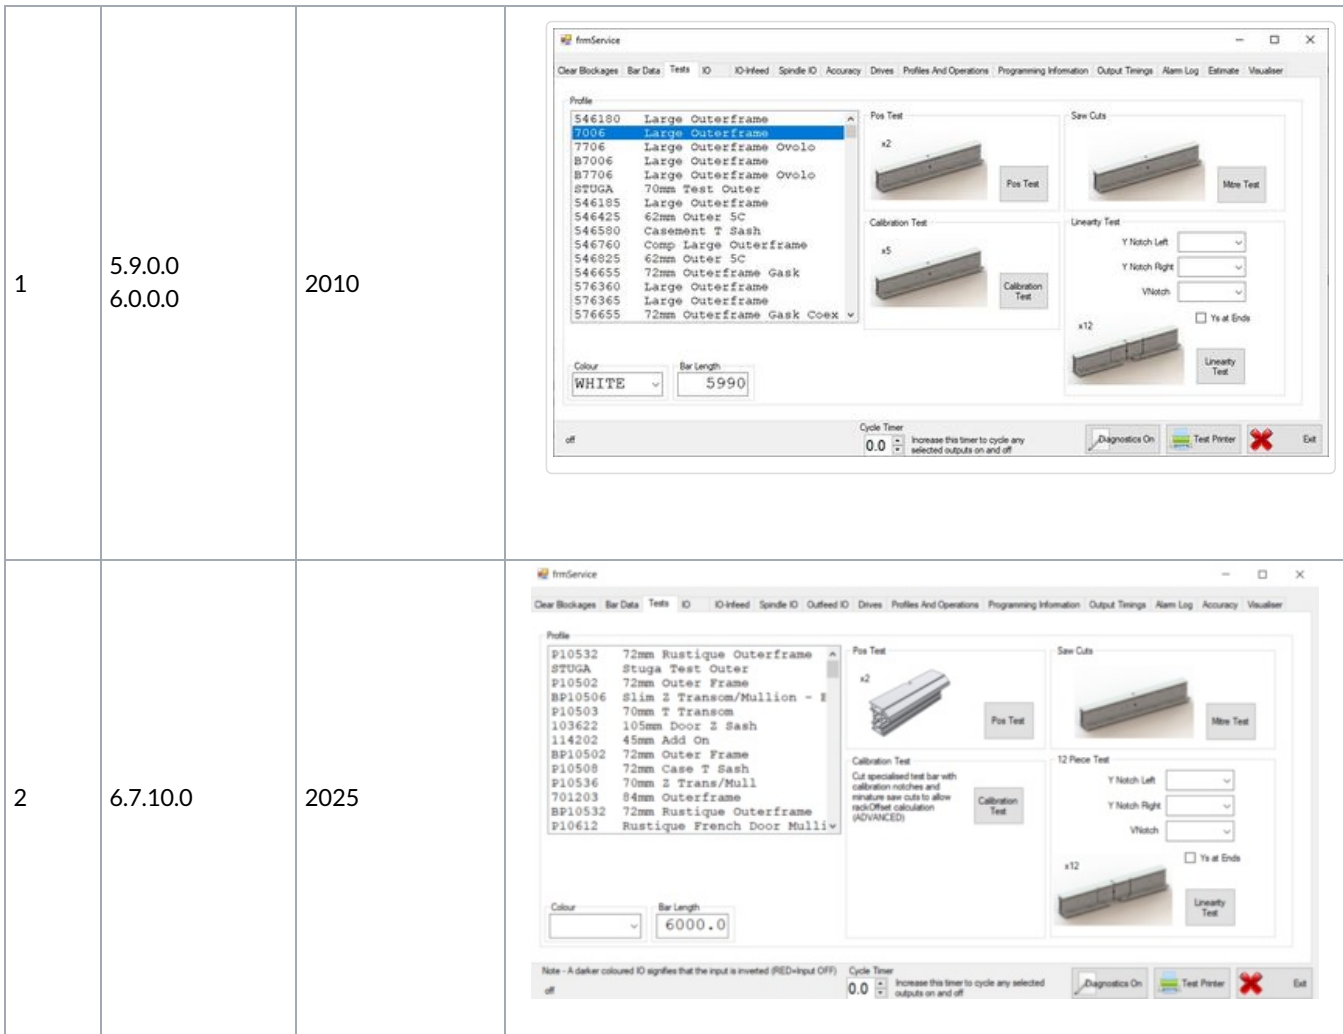 1
5.9.0.0
6.0.0.0
2010
frmService
Clear Blockages Bar Data Tests IO IO-Infeed Spindle IO Accuracy Drives Profiles And Operations Programming Information Output Timings Alarm Log Estimate Visualiser
Profile
546180 Large Outerframe
7006 Large Outerframe
7706 Large Outerframe Ovolo
B7006 Large Outerframe
B7706 Large Outerframe Ovolo
STUGA 70mm Test Outer
546185 Large Outerframe
546425 62mm Outer 5C
546580 Casement T Sash
546760 Comp Large Outerframe
546825 62mm Outer 5C
546655 72mm Outerframe Gask
576360 Large Outerframe
576365 Large Outerframe
576655 72mm Outerframe Gask Coex
Colour
WHITE
Bar Length
5990
Pos Test
x2
Pos Test
Calibration Test
x5
Calibration
Test
Saw Cuts
Mitre Test
Linearity Test
Y Notch Left
Y Notch Right
VNotch
Ys at Ends
x12
Linearity
Test
off
Cycle Timer
0.0
Increase this timer to cycle any
selected outputs on and off
Diagnostics On
Test Printer
Exit
2
6.7.10.0
2025
frmService
Clear Blockages Bar Data Tests IO IO-Infeed Spindle IO Outfeed IO Drives Profiles And Operations Programming Information Output Timings Alarm Log Accuracy Visualiser
Profile
P10532 72mm Rustique Outerframe
STUGA Stuga Test Outer
P10502 72mm Outer Frame
BP10506 Slim Z Transom/Mullion -
P10503 70mm T Transom
103622 105mm Door Z Sash
114202 45mm Add On
BP10502 72mm Outer Frame
P10508 72mm Case T Sash
P10536 70mm Z Trans/Mull
701203 84mm Outerframe
BP10532 72mm Rustique Outerframe
P10612 Rustique French Door Mulli
Colour
Bar Length
6000.0
Pos Test
x2
Pos Test
Calibration Test
Cut specialised test bar with
calibration notches and
minature saw cuts to allow
rackOffset calculation
(ADVANCED)
Calibration
Test
Saw Cuts
Mitre Test
12 Piece Test
Y Notch Left
Y Notch Right
VNotch
Ys at Ends
x12
Linearity
Test
Note - A darker coloured IO signifies that the input is inverted (RED=Input OFF)
off
Cycle Timer
0.0
Increase this timer to cycle any selected
outputs on and off
Diagnostics On
Test Printer
Exit